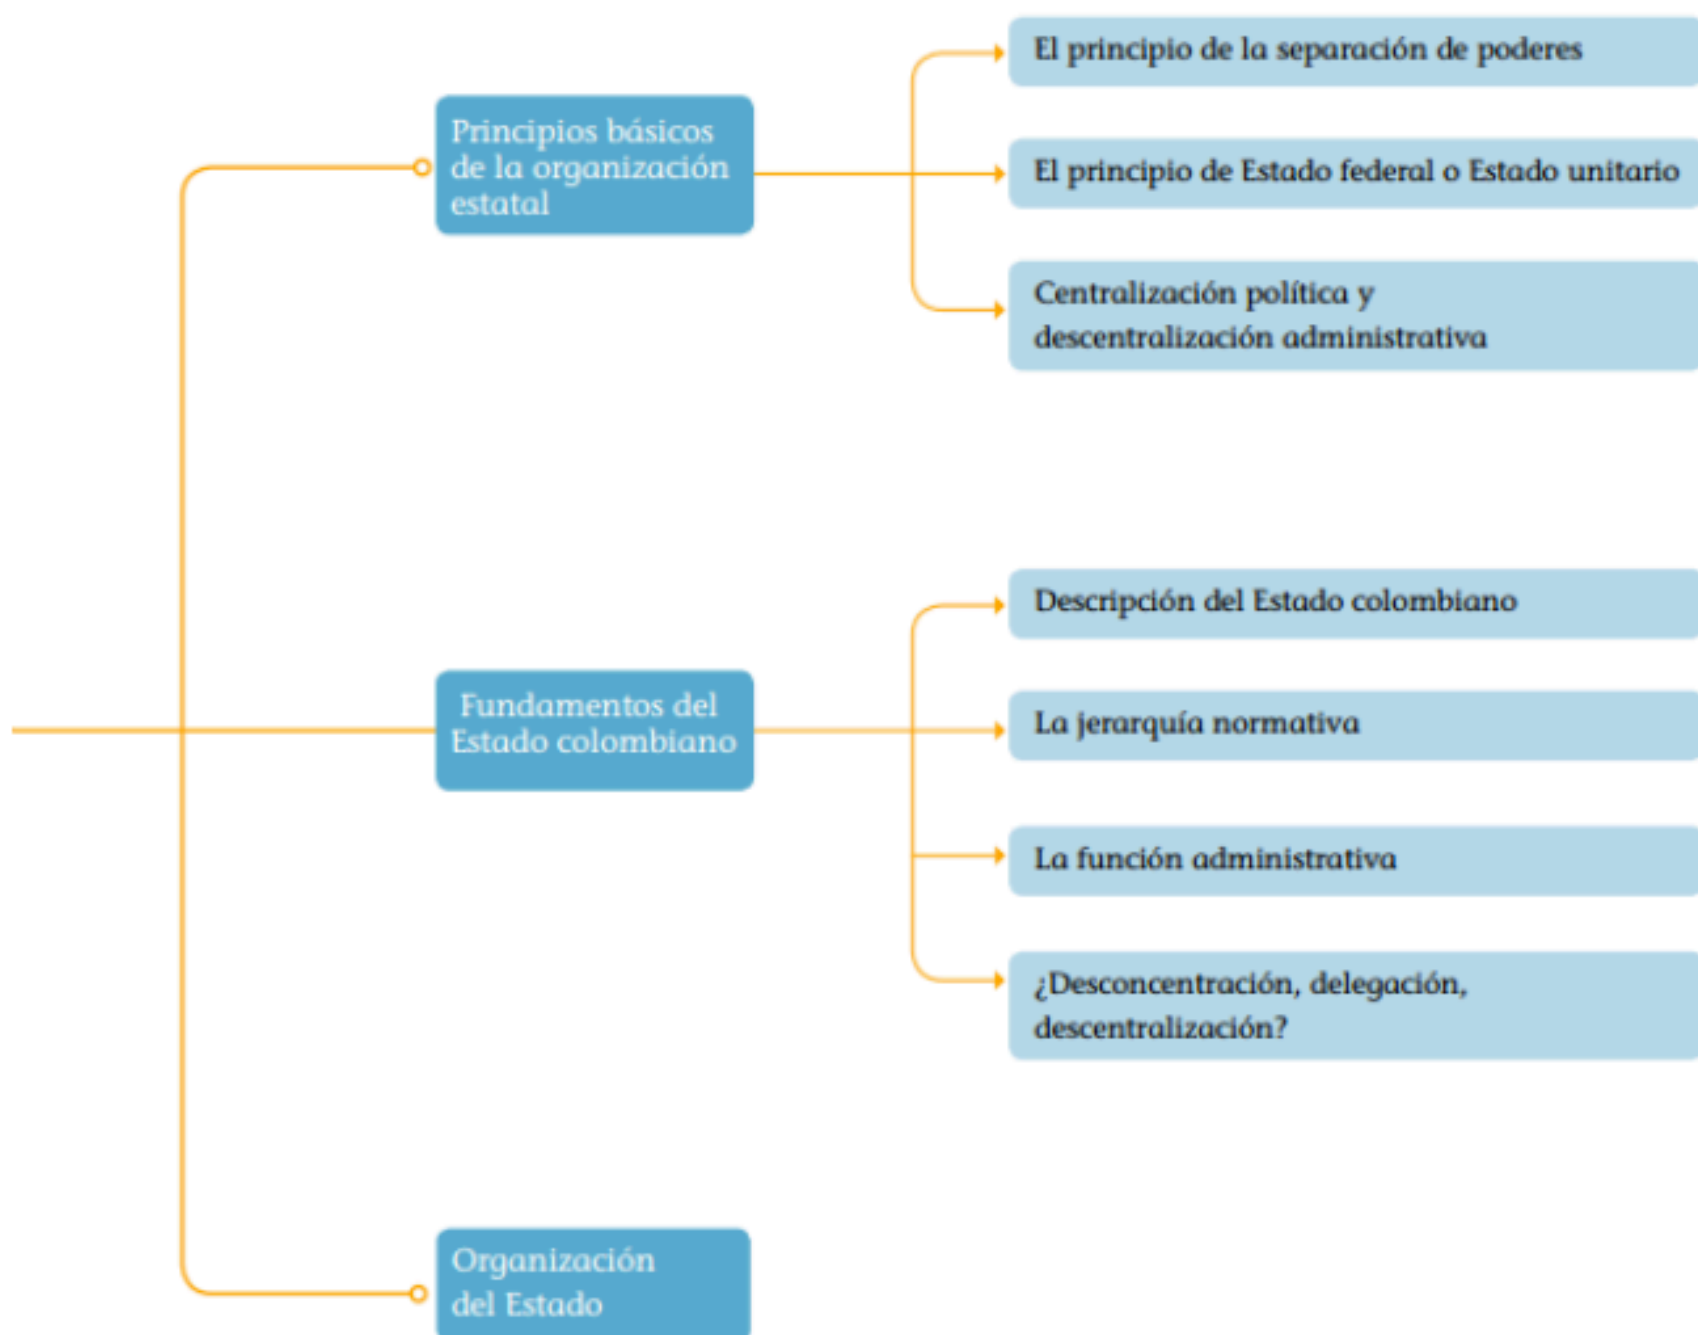 Principios básicos
de la organización
estatal
El principio de la separación de poderes
El principio de Estado federal o Estado unitario
Centralización política y
descentralización administrativa
Fundamentos del
Estado colombiano
Descripción del Estado colombiano
La jerarquía normativa
La función administrativa
¿Desconcentración, delegación,
descentralización?
Organización
del Estado